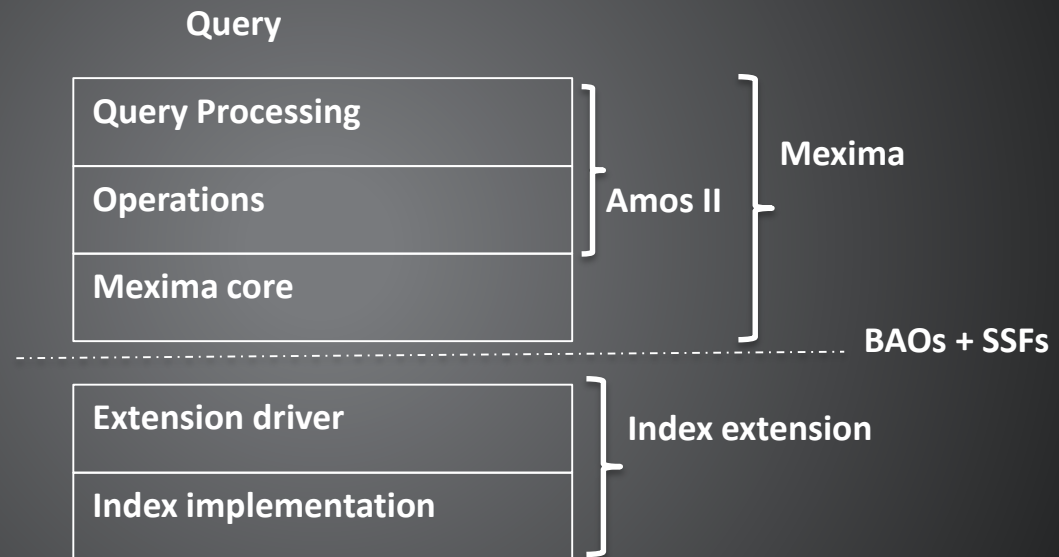 Query
Query Processing
Mexima
Operations
Amos II
Mexima core
BAOs + SSFs
Extension driver
Index extension
Index implementation